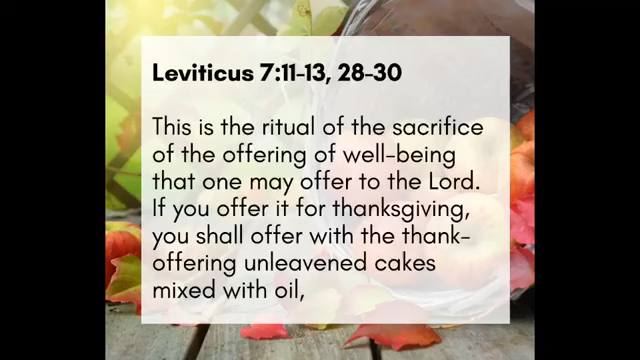 Leviticus 7:11-13, 28-30
This is the ritual of the sacrifice
of the offering of well-being
that one may offer to the Lord.
If you offer it for thanksgiving,
you shall offer with the thank-
offering unleavened cakes
mixed with oil,